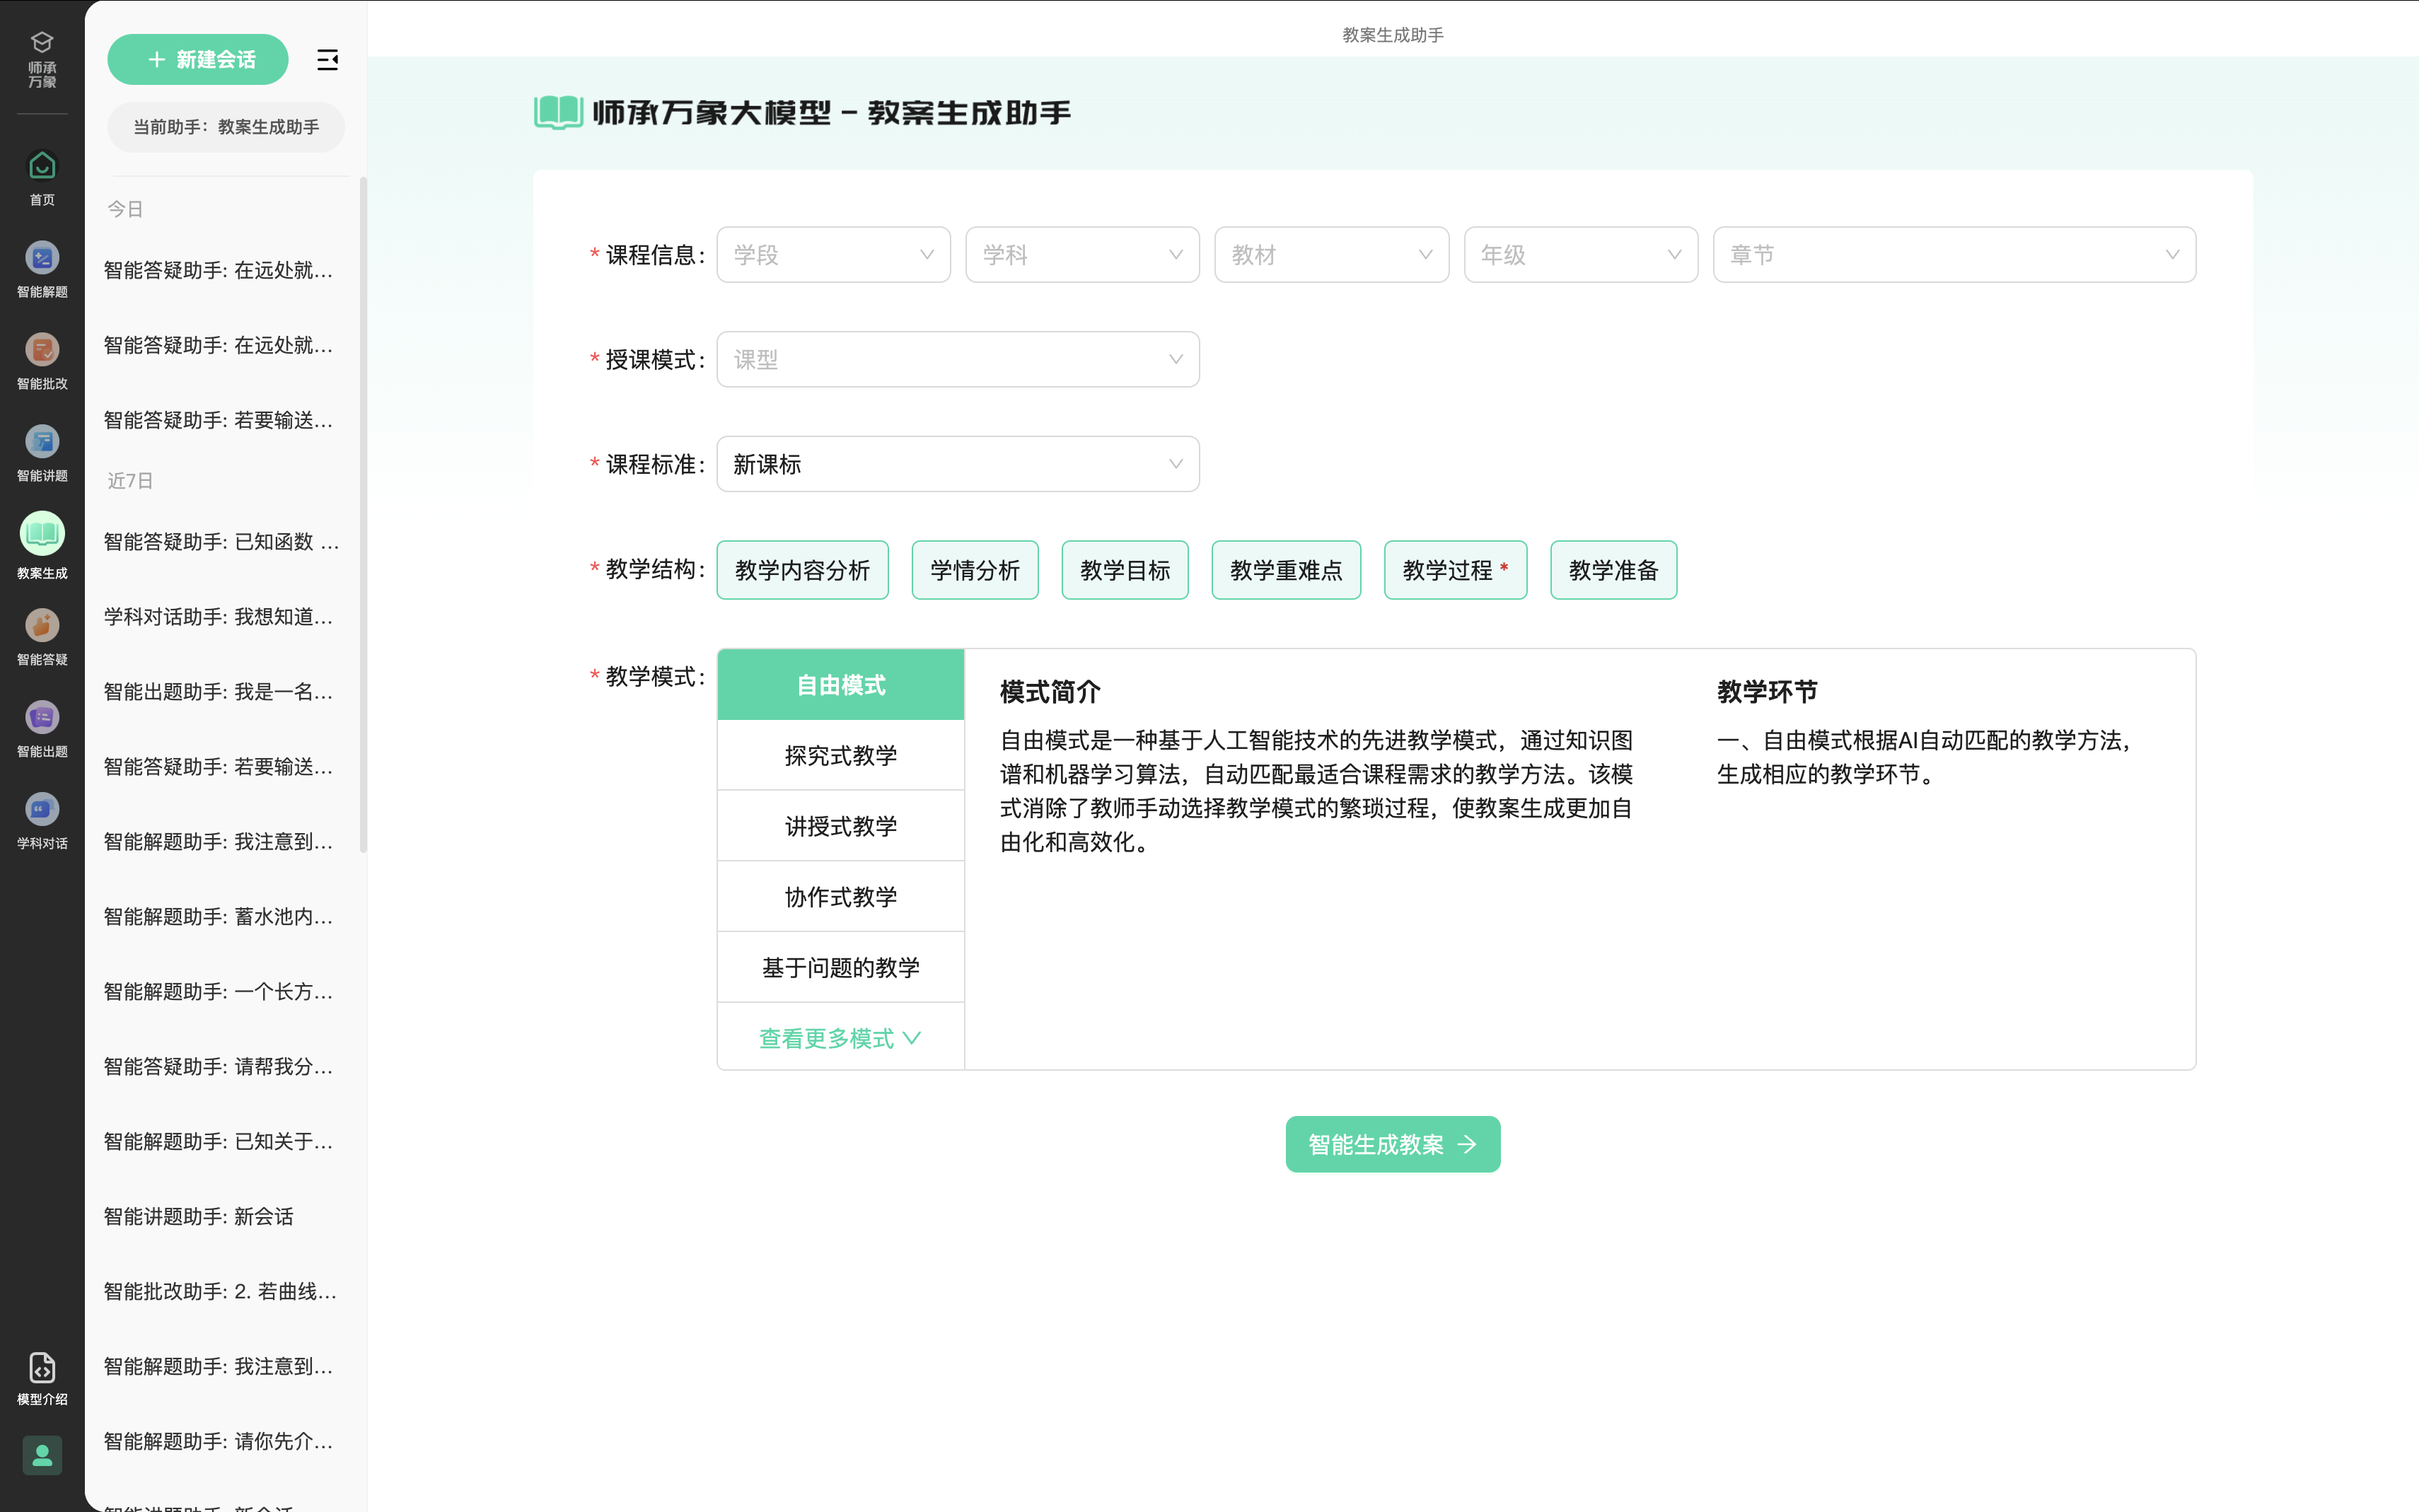 师承
万象
首页
智能解题
智能批改
智能讲题
教案生成
智能答疑
智能出题
学科对话
模型介绍
新建会话
当前助手：教案生成助手
今日
智能答疑助手: 在远处就...
智能答疑助手: 在远处就...
智能答疑助手: 若要输送...
近7日
智能答疑助手: 已知函数 ...
学科对话助手: 我想知道...
智能出题助手: 我是一名...
智能答疑助手: 若要输送...
智能解题助手: 我注意到...
智能解题助手: 蓄水池内...
智能解题助手: 一个长方...
智能答疑助手: 请帮我分...
智能解题助手: 已知关于...
智能讲题助手: 新会话
智能批改助手: 2. 若曲线...
智能解题助手: 我注意到...
智能解题助手: 请你先介...
智能讲题助手: 新会话
教案生成助手
师承万象大模型 – 教案生成助手
* 课程信息: 学段 学科 教材 年级 章节
* 授课模式: 课型
* 课程标准: 新课标
* 教学结构: 教学内容分析 学情分析 教学目标 教学重难点 教学过程 * 教学准备
* 教学模式:
自由模式
探究式教学
讲授式教学
协作式教学
基于问题的教学
查看更多模式
模式简介
自由模式是一种基于人工智能技术的先进教学模式，通过知识图
谱和机器学习算法，自动匹配最适合课程需求的教学方法。该模
式消除了教师手动选择教学模式的繁琐过程，使教案生成更加自
由化和高效化。
教学环节
一、自由模式根据AI自动匹配的教学方法，
生成相应的教学环节。
智能生成教案